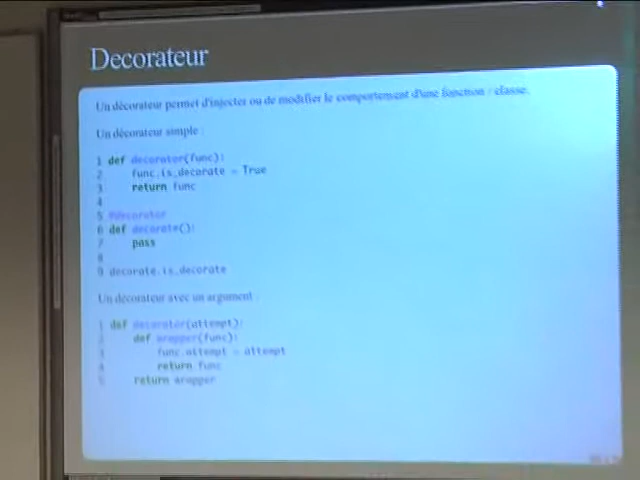 Decorateur
Un décorateur permet d'injecter ou de modifier le comportement d'une fonction / classe.
Un décorateur simple :
1 def decorator(func):
2 func.is_decorate = True
3 return func
4
5 @decorator
6 def decorate():
7 pass
8
9 decorate.is_decorate
Un décorateur avec un argument :
1 def decorator(attempt):
2 def wrapper(func):
3 func.attempt = attempt
4 return func
5 return wrapper